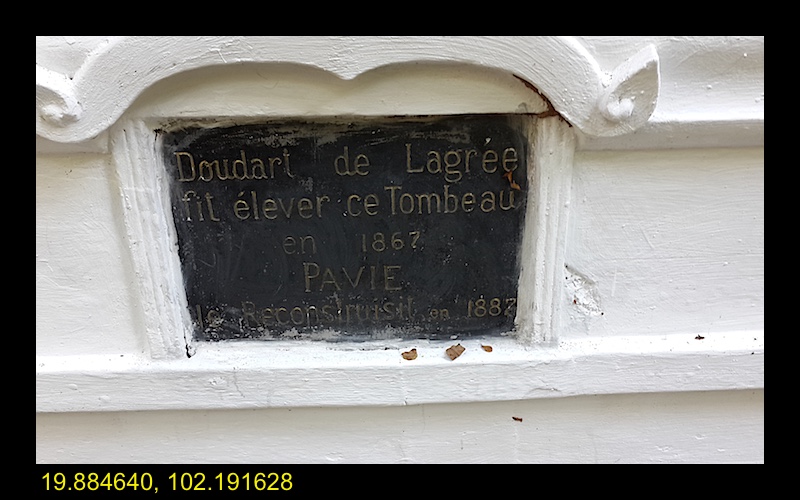 Doudart de Lagrée
fit élever ce Tombeau
en 1867
PAVIE
le Reconstruisit en 1887
19.884640, 102.191628